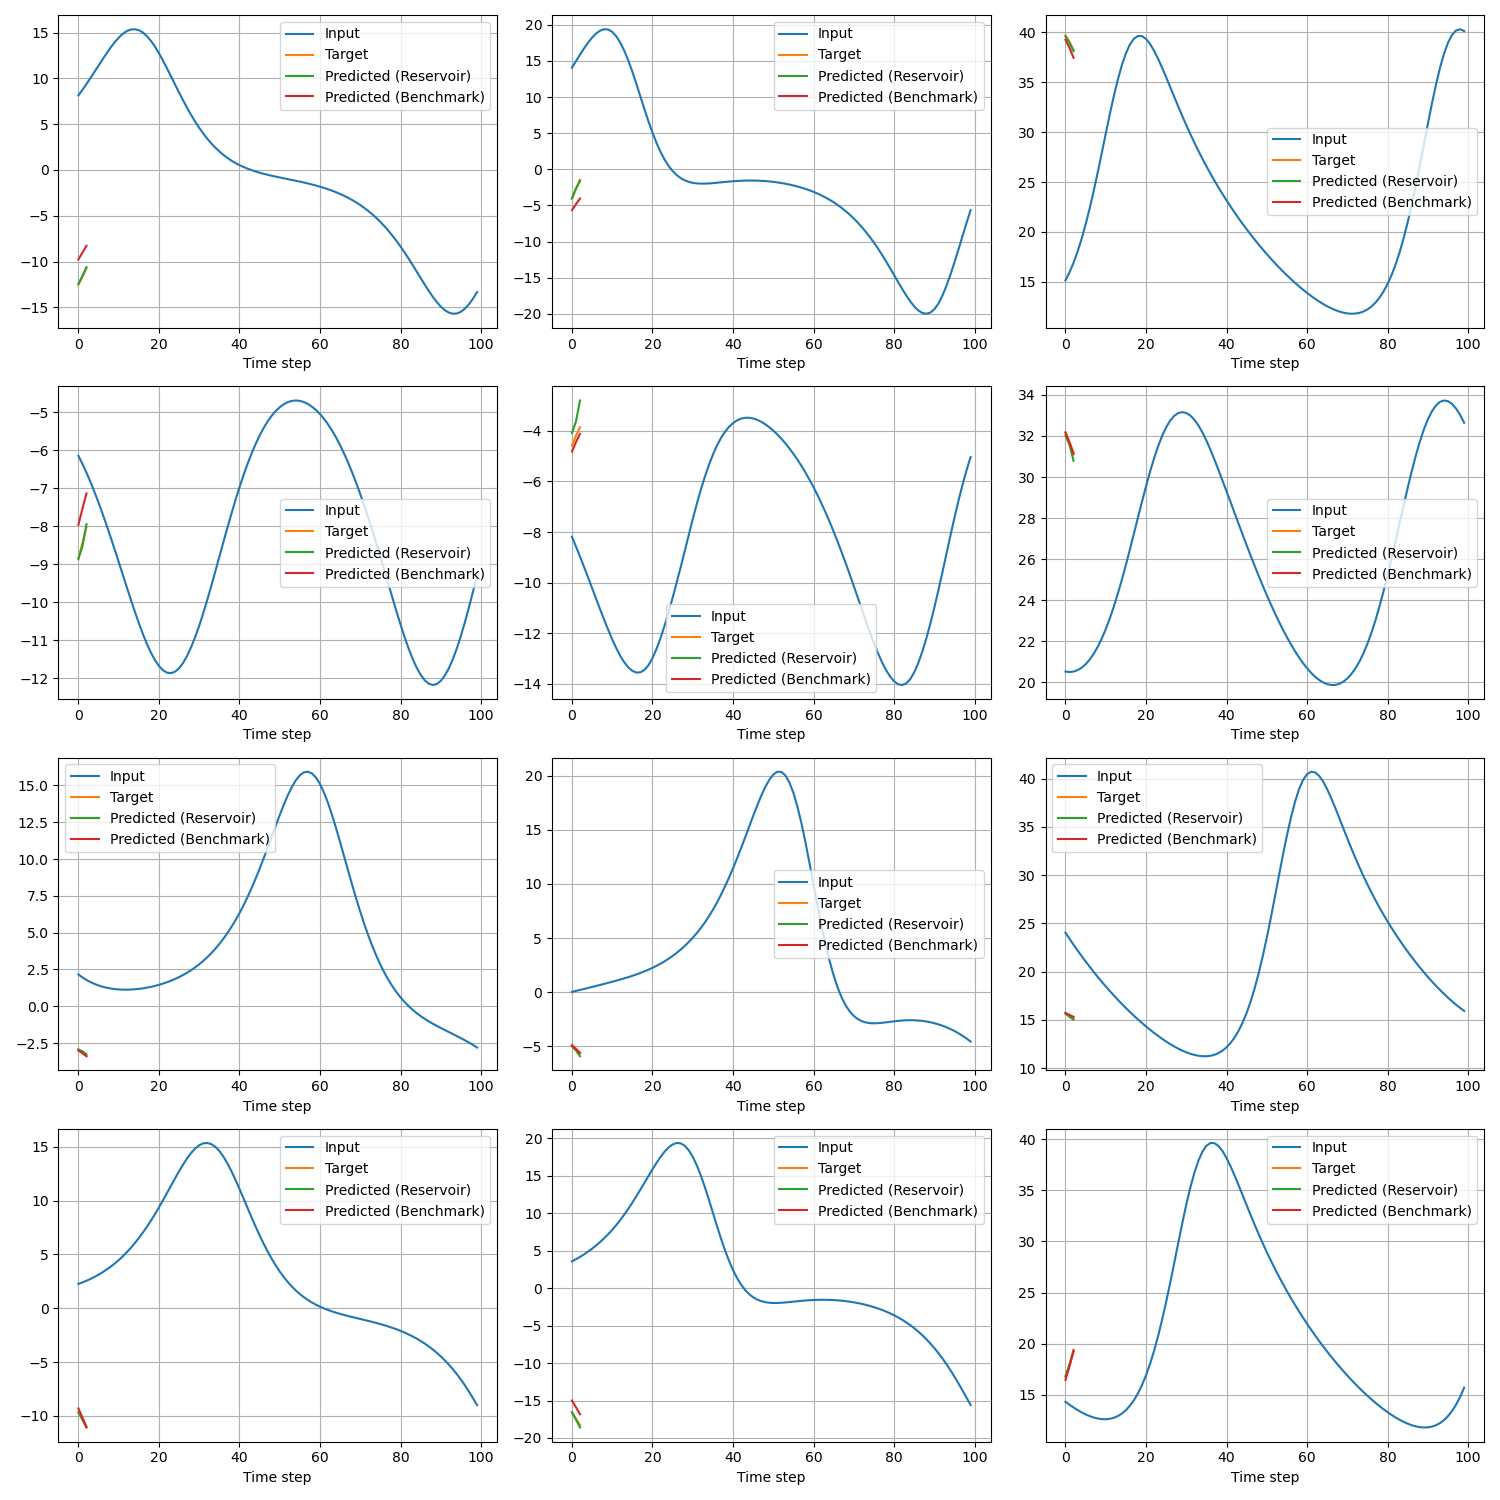 15
10
5
0
−5
−10
−15
Input
Target
Predicted (Reservoir)
Predicted (Benchmark)
0 20 40 60 80 100
Time step
20
15
10
5
0
−5
−10
−15
−20
Input
Target
Predicted (Reservoir)
Predicted (Benchmark)
0 20 40 60 80 100
Time step
40
35
30
25
20
15
Input
Target
Predicted (Reservoir)
Predicted (Benchmark)
0 20 40 60 80 100
Time step
−5
−6
−7
−8
−9
−10
−11
−12
Input
Target
Predicted (Reservoir)
Predicted (Benchmark)
0 20 40 60 80 100
Time step
−4
−6
−8
−10
−12
−14
Input
Target
Predicted (Reservoir)
Predicted (Benchmark)
0 20 40 60 80 100
Time step
34
32
30
28
26
24
22
20
Input
Target
Predicted (Reservoir)
Predicted (Benchmark)
0 20 40 60 80 100
Time step
15.0
12.5
10.0
7.5
5.0
2.5
0.0
−2.5
Input
Target
Predicted (Reservoir)
Predicted (Benchmark)
0 20 40 60 80 100
Time step
20
15
10
5
0
−5
Input
Target
Predicted (Reservoir)
Predicted (Benchmark)
0 20 40 60 80 100
Time step
40
35
30
25
20
15
10
Input
Target
Predicted (Reservoir)
Predicted (Benchmark)
0 20 40 60 80 100
Time step
15
10
5
0
−5
−10
Input
Target
Predicted (Reservoir)
Predicted (Benchmark)
0 20 40 60 80 100
Time step
20
15
10
5
0
−5
−10
−15
−20
Input
Target
Predicted (Reservoir)
Predicted (Benchmark)
0 20 40 60 80 100
Time step
40
35
30
25
20
15
Input
Target
Predicted (Reservoir)
Predicted (Benchmark)
0 20 40 60 80 100
Time step